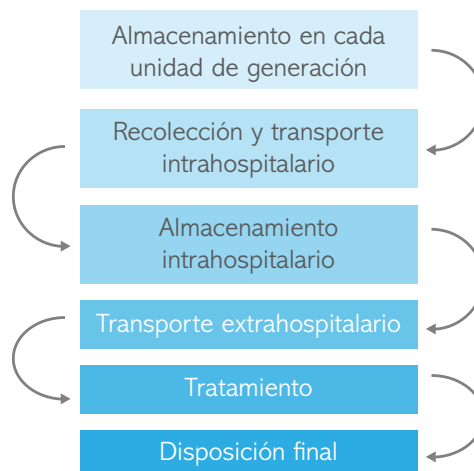 Almacenamiento en cada
unidad de generación
Recolección y transporte
intrahospitalario
Almacenamiento
intrahospitalario
Transporte extrahospitalario
Tratamiento
Disposición final